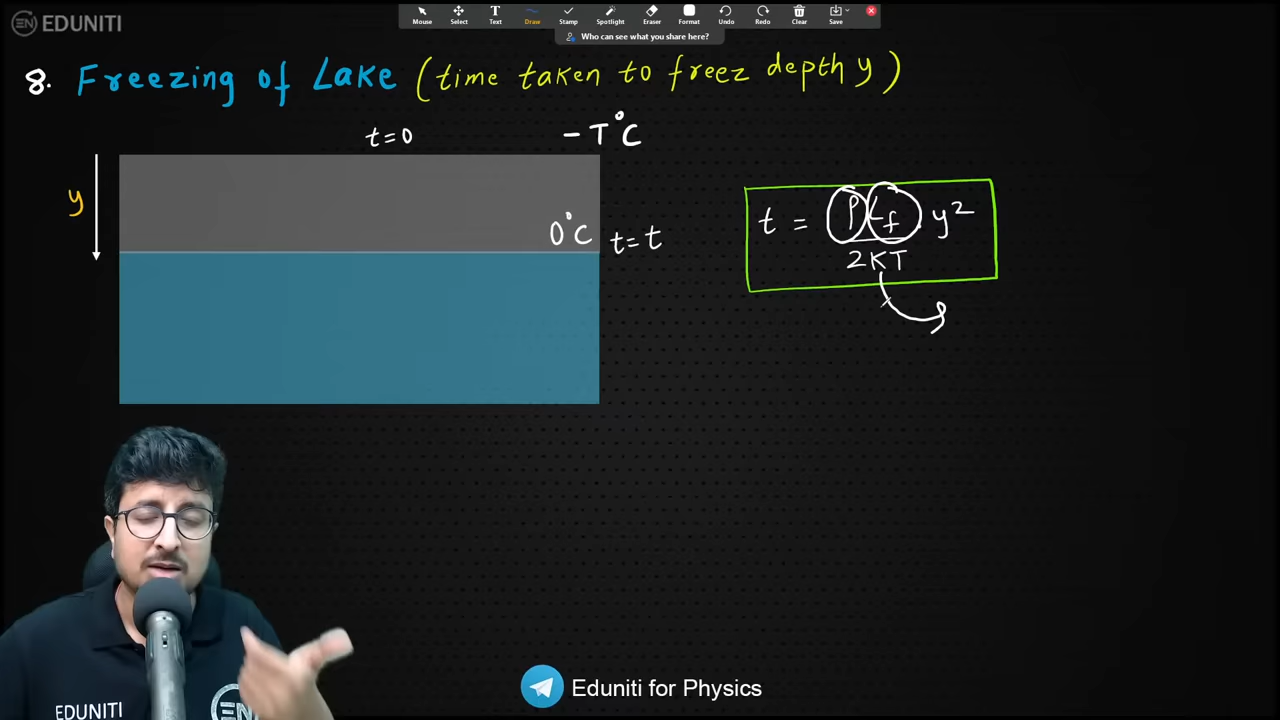 EN EDUNITI
Mouse Select Text Draw Stamp Spotlight Eraser Format Undo Redo Clear Save
Who can see what you share here?
8. Freezing of Lake (time taken to freez depth y)
t=0 -T°C
y
0°C t=t
t = ρLf y²
2KT
EDUNITI
EN
Eduniti for Physics